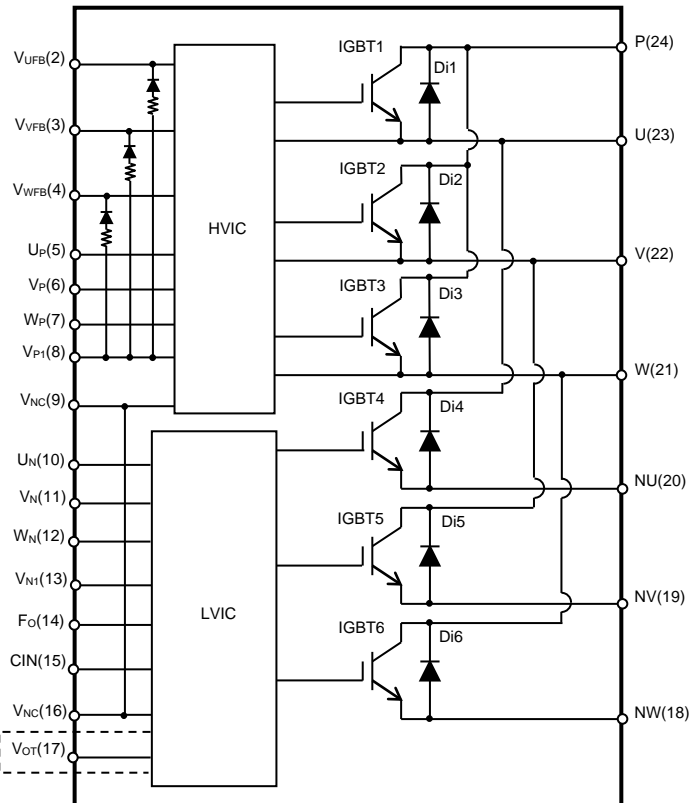 VUFB(2)
VVFB(3)
VWFB(4)
UP(5)
VP(6)
WP(7)
VP1(8)
VNC(9)
UN(10)
VN(11)
WN(12)
VN1(13)
FO(14)
CIN(15)
VNC(16)
VOT(17)
HVIC
LVIC
IGBT1
Di1
IGBT2
Di2
IGBT3
Di3
IGBT4
Di4
IGBT5
Di5
IGBT6
Di6
P(24)
U(23)
V(22)
W(21)
NU(20)
NV(19)
NW(18)